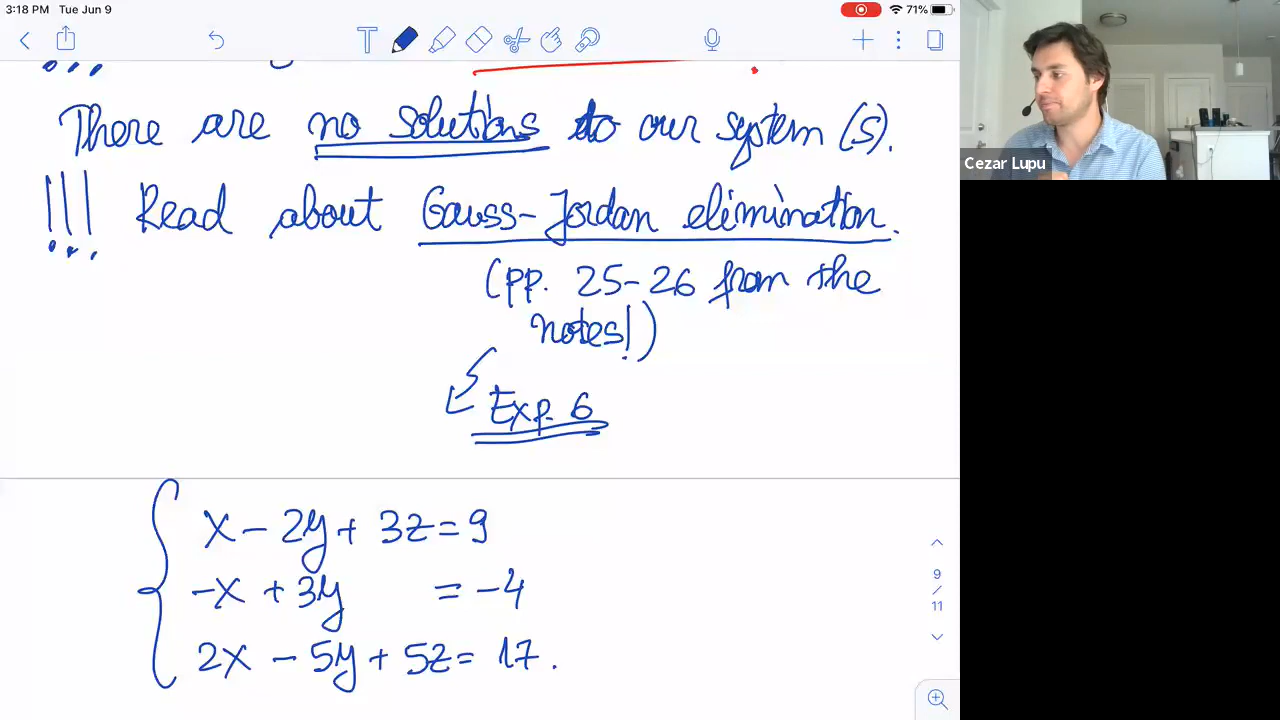 3:18 PM Tue Jun 9
71%
There are no solutions to our system (s).
!!! Read about Gauss-Jordan elimination.
(pp. 25-26 from the
notes!)
Exp. 6
x - 2y + 3z = 9
-x + 3y = -4
2x - 5y + 5z = 17.
9
/
11
Cezar Lupu